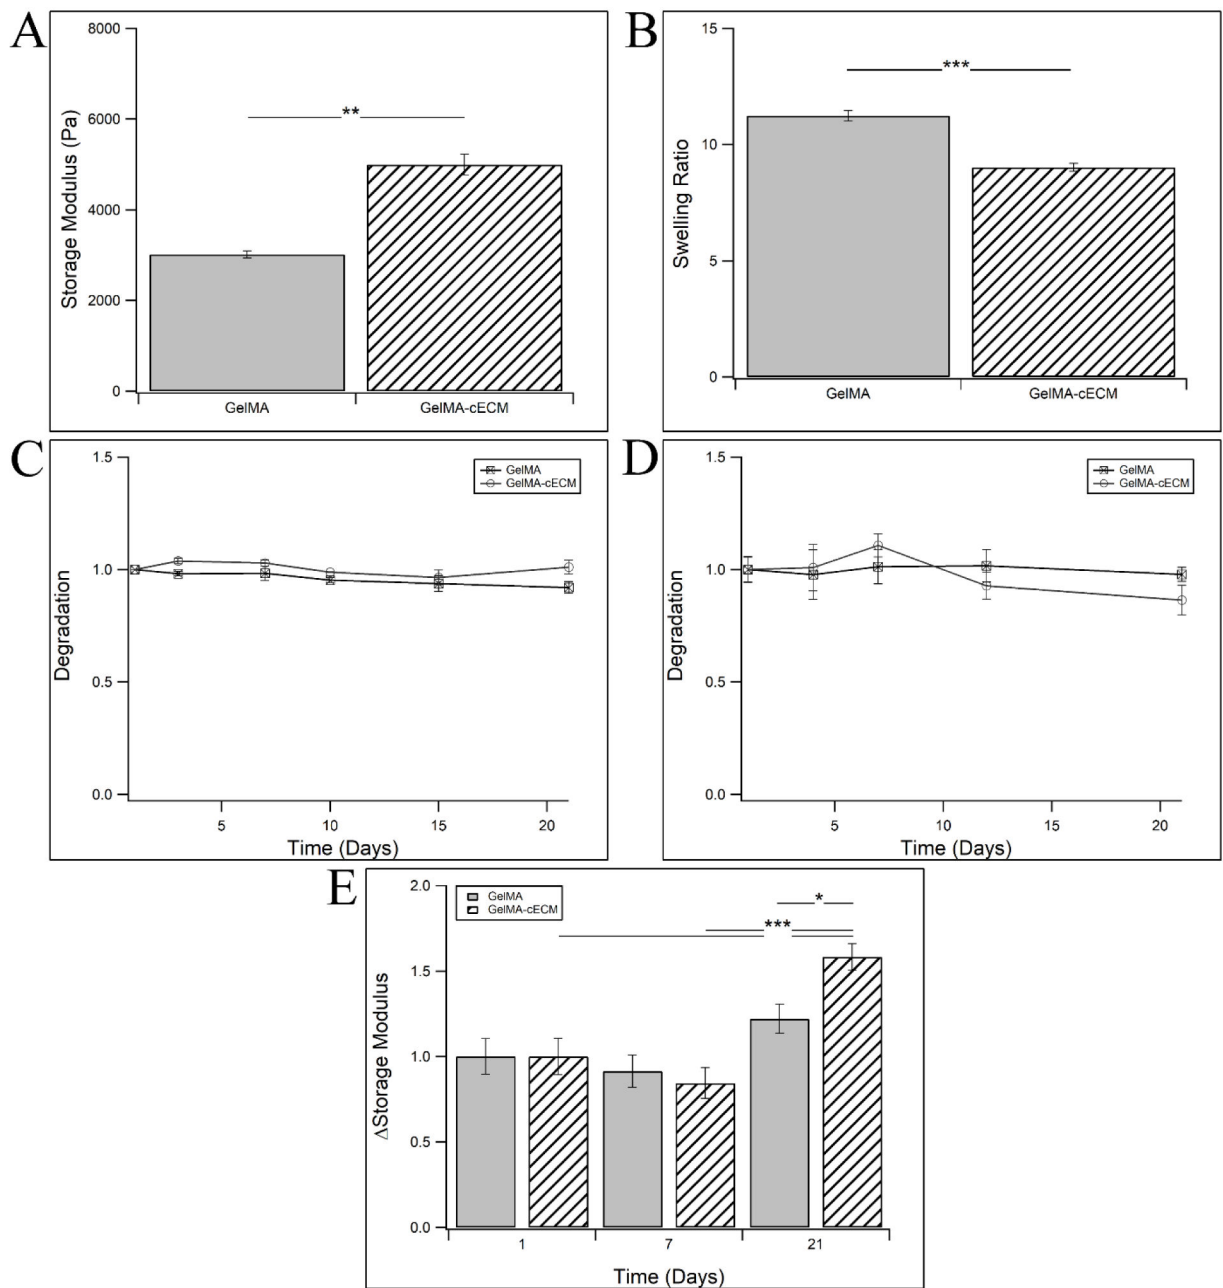 A
8000
6000
4000
2000
0
Storage Modulus (Pa)
**
GelMA
GelMA-cECM
B
15
10
5
0
Swelling Ratio
***
GelMA
GelMA-cECM
C
1.5
1.0
0.5
0.0
Degradation
GelMA
GelMA-cECM
5
10
15
20
Time (Days)
D
1.5
1.0
0.5
0.0
Degradation
GelMA
GelMA-cECM
5
10
15
20
Time (Days)
E
2.0
1.5
1.0
0.5
0.0
ΔStorage Modulus
GelMA
GelMA-cECM
*
***
1
7
21
Time (Days)